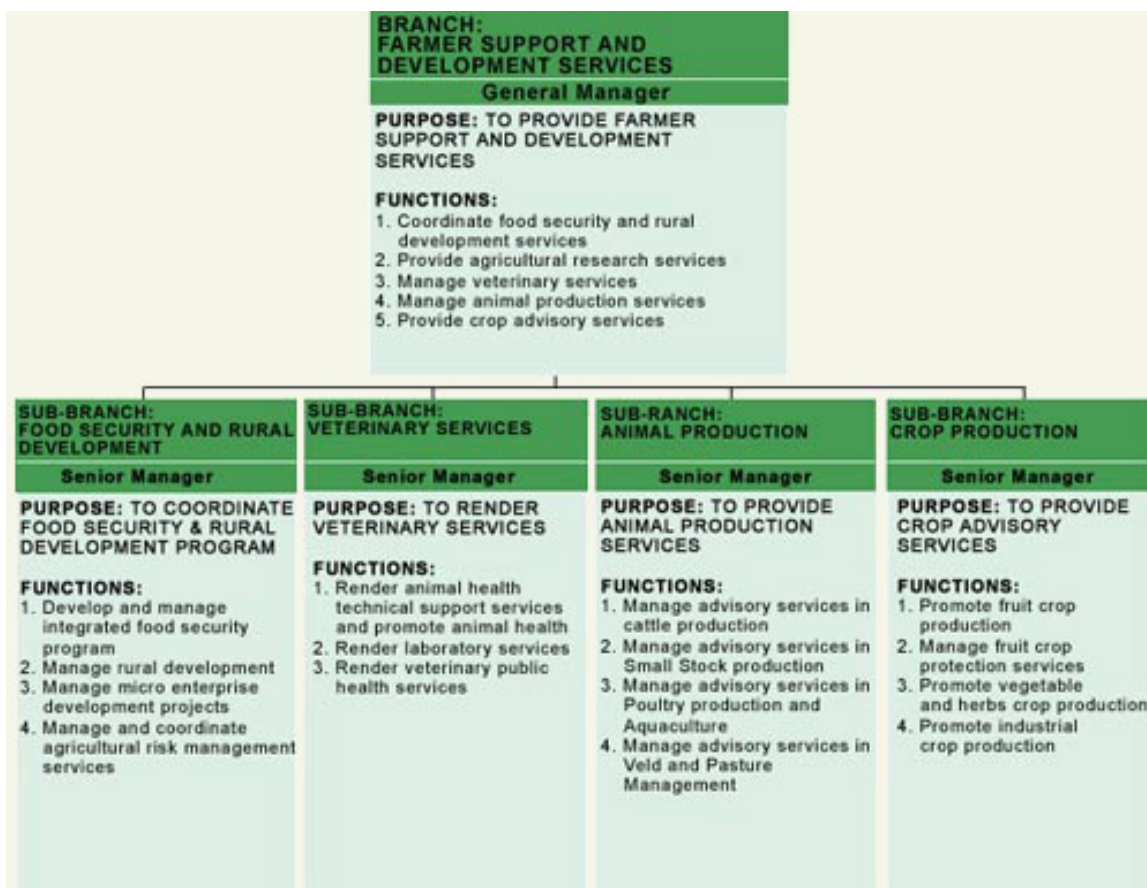 BRANCH:
FARMER SUPPORT AND
DEVELOPMENT SERVICES
General Manager
PURPOSE: TO PROVIDE FARMER
SUPPORT AND DEVELOPMENT
SERVICES
FUNCTIONS:
1. Coordinate food security and rural
development services
2. Provide agricultural research services
3. Manage veterinary services
4. Manage animal production services
5. Provide crop advisory services
SUB-BRANCH:
FOOD SECURITY AND RURAL
DEVELOPMENT
Senior Manager
PURPOSE: TO COORDINATE
FOOD SECURITY & RURAL
DEVELOPMENT PROGRAM
FUNCTIONS:
1. Develop and manage
integrated food security
program
2. Manage rural development
3. Manage micro enterprise
development projects
4. Manage and coordinate
agricultural risk management
services
SUB-BRANCH:
VETERINARY SERVICES
Senior Manager
PURPOSE: TO RENDER
VETERINARY SERVICES
FUNCTIONS:
1. Render animal health
technical support services
and promote animal health
2. Render laboratory services
3. Render veterinary public
health services
SUB-RANCH:
ANIMAL PRODUCTION
Senior Manager
PURPOSE: TO PROVIDE
ANIMAL PRODUCTION
SERVICES
FUNCTIONS:
1. Manage advisory services in
cattle production
2. Manage advisory services in
Small Stock production
3. Manage advisory services in
Poultry production and
Aquaculture
4. Manage advisory services in
Veld and Pasture
Management
SUB-BRANCH:
CROP PRODUCTION
Senior Manager
PURPOSE: TO PROVIDE
CROP ADVISORY
SERVICES
FUNCTIONS:
1. Promote fruit crop
production
2. Manage fruit crop
protection services
3. Promote vegetable
and herbs crop production
4. Promote industrial
crop production